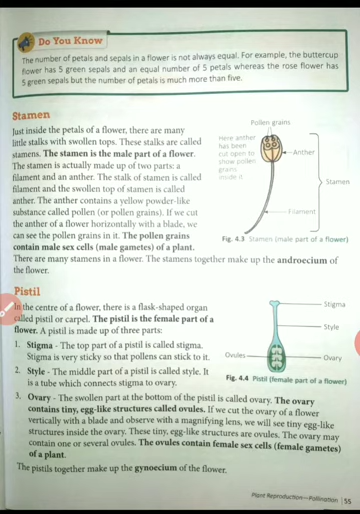 Do You Know
The number of petals and sepals in a flower is not always equal. For example, the buttercup
flower has 5 green sepals and an equal number of 5 petals whereas the rose flower has
5 green sepals but the number of petals is much more than five.
Stamen
Just inside the petals of a flower, there are many
little stalks with swollen tops. These stalks are called
stamens. The stamen is the male part of a flower.
The stamen is actually made up of two parts: a
filament and an anther. The stalk of stamen is called
filament and the swollen top of stamen is called
anther. The anther contains a yellow powder-like
substance called pollen (or pollen grains). If we cut
the anther of a flower horizontally with a blade, we
can see the pollen grains in it. The pollen grains
contain male sex cells (male gametes) of a plant.
Pollen grains
Here anther
has been
cut open to
show pollen
grains
inside it
Anther
Stamen
Filament
Fig. 4.3 Stamen (male part of a flower)
There are many stamens in a flower. The stamens together make up the androecium of
the flower.
Pistil
In the centre of a flower, there is a flask-shaped organ
called pistil or carpel. The pistil is the female part of a
flower. A pistil is made up of three parts:
1. Stigma - The top part of a pistil is called stigma.
Stigma is very sticky so that pollens can stick to it.
2. Style - The middle part of a pistil is called style. It
is a tube which connects stigma to ovary.
Stigma
Style
Ovules
Ovary
Fig. 4.4 Pistil (female part of a flower)
3. Ovary - The swollen part at the bottom of the pistil is called ovary. The ovary
contains tiny, egg-like structures called ovules. If we cut the ovary of a flower
vertically with a blade and observe with a magnifying lens, we will see tiny egg-like
structures inside the ovary. These tiny, egg-like structures are ovules. The ovary may
contain one or several ovules. The ovules contain female sex cells (female gametes)
of a plant.
The pistils together make up the gynoecium of the flower.
Plant Reproduction—Pollination 55